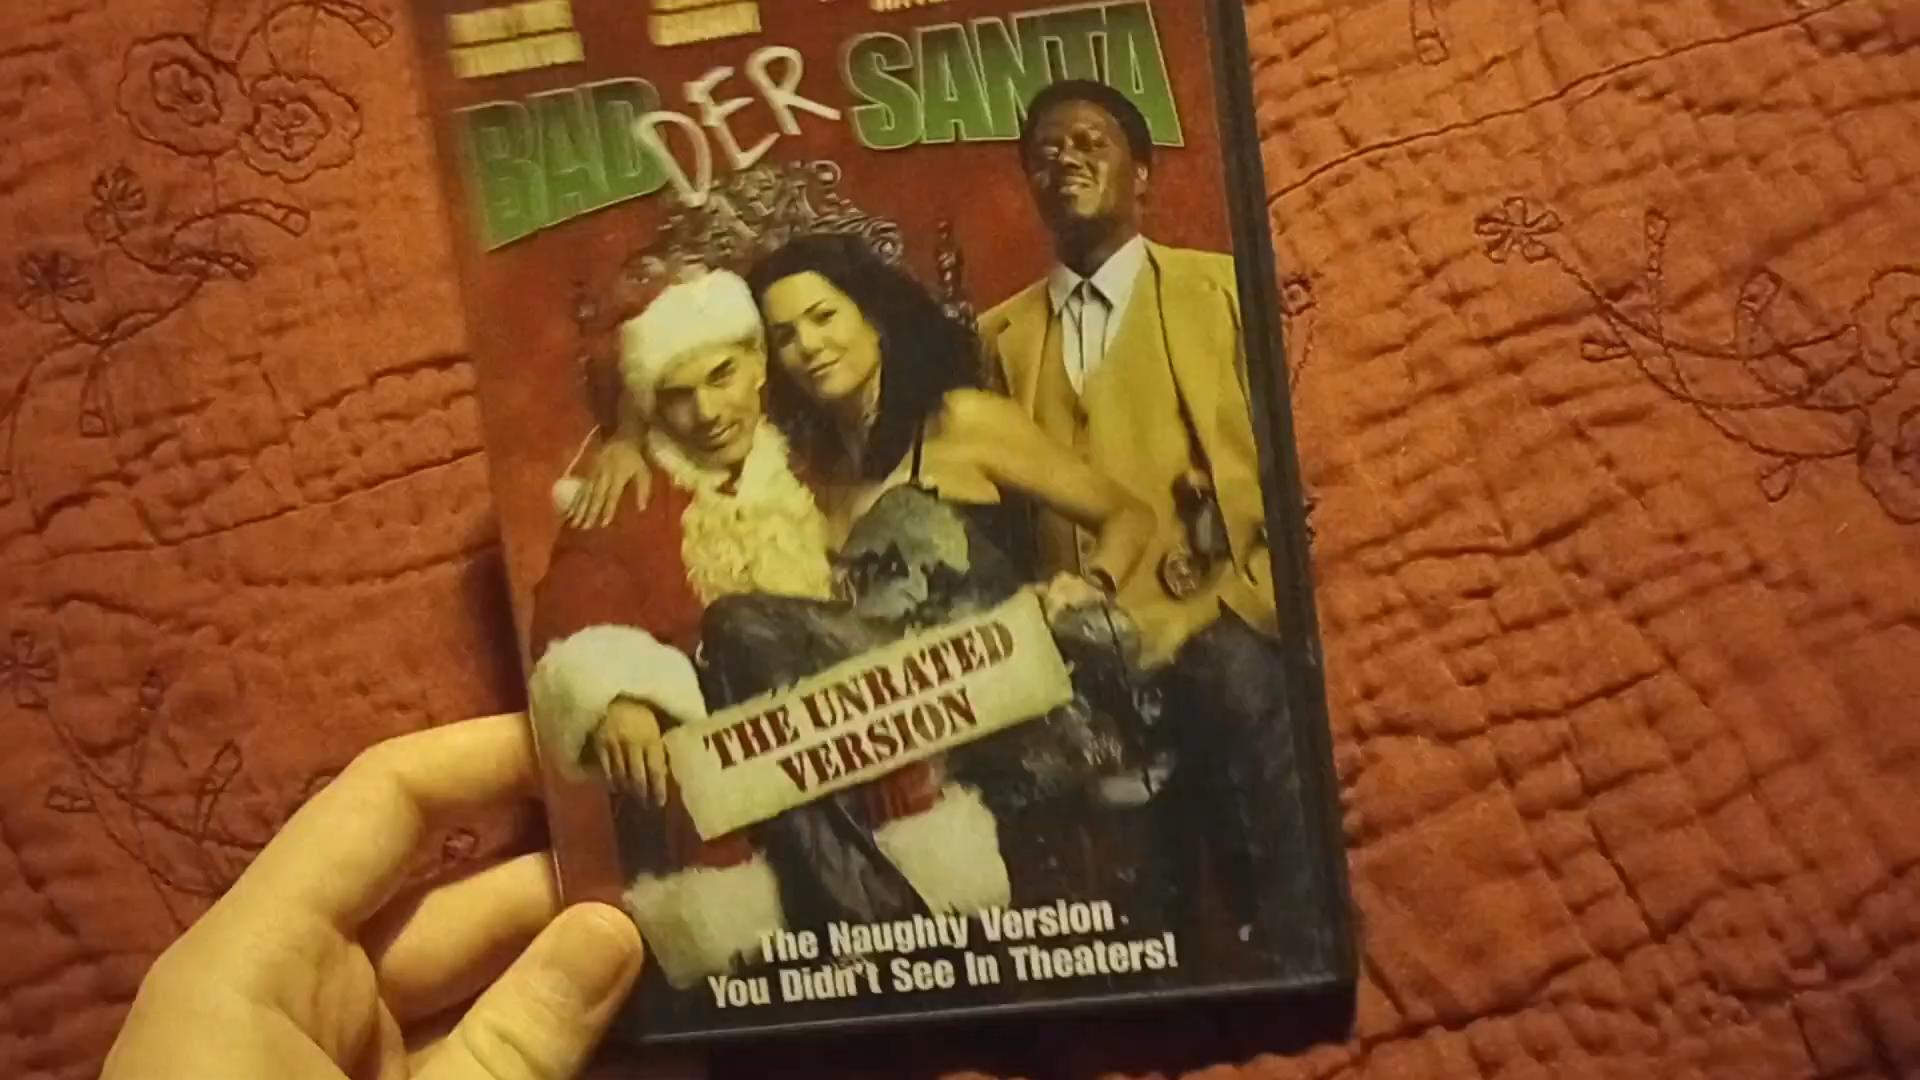 BADDER SANTA
THE UNRATED
VERSION
The Naughty Version
You Didn't See In Theaters!